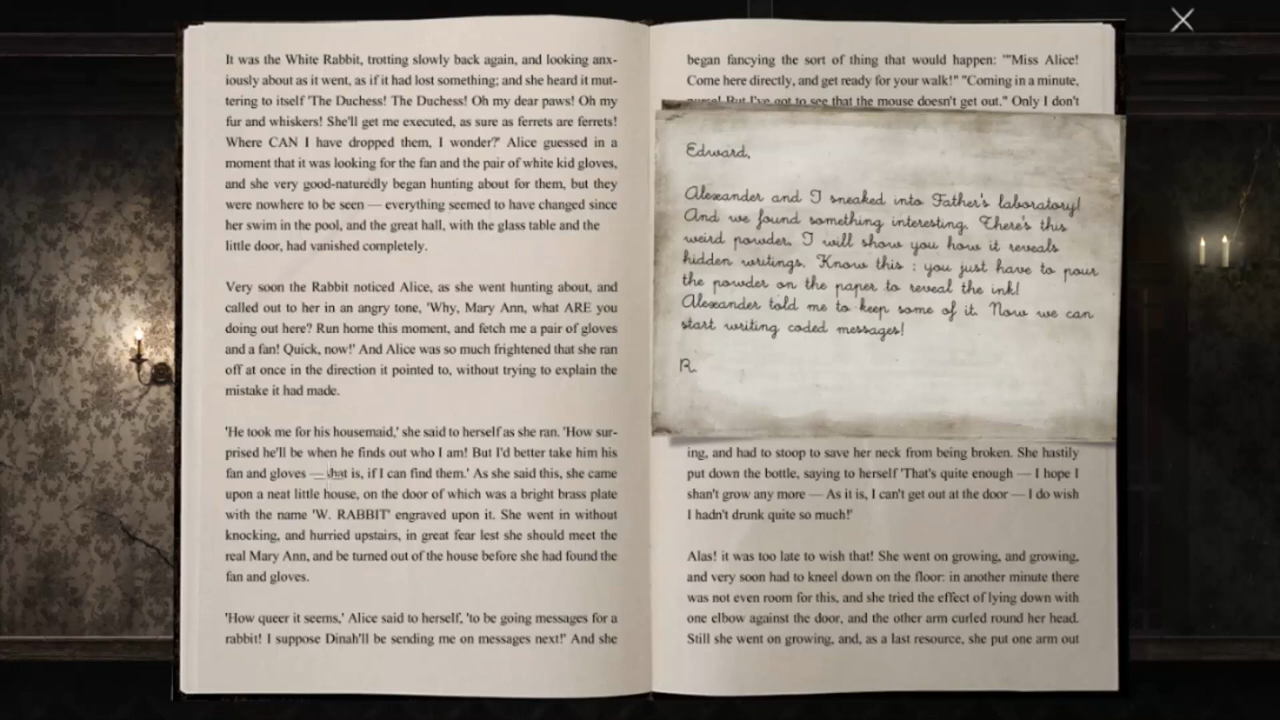 It was the White Rabbit, trotting slowly back again, and looking anx-
iously about as it went, as if it had lost something; and she heard it mut-
tering to itself 'The Duchess! The Duchess! Oh my dear paws! Oh my
fur and whiskers! She'll get me executed, as sure as ferrets are ferrets!
Where CAN I have dropped them, I wonder?' Alice guessed in a
moment that it was looking for the fan and the pair of white kid gloves,
and she very good-naturedly began hunting about for them, but they
were nowhere to be seen — everything seemed to have changed since
her swim in the pool, and the great hall, with the glass table and the
little door, had vanished completely.
Very soon the Rabbit noticed Alice, as she went hunting about, and
called out to her in an angry tone, 'Why, Mary Ann, what ARE you
doing out here? Run home this moment, and fetch me a pair of gloves
and a fan! Quick, now!' And Alice was so much frightened that she ran
off at once in the direction it pointed to, without trying to explain the
mistake it had made.
'He took me for his housemaid,' she said to herself as she ran. 'How sur-
prised he'll be when he finds out who I am! But I'd better take him his
fan and gloves — that is, if I can find them.' As she said this, she came
upon a neat little house, on the door of which was a bright brass plate
with the name 'W. RABBIT' engraved upon it. She went in without
knocking, and hurried upstairs, in great fear lest she should meet the
real Mary Ann, and be turned out of the house before she had found the
fan and gloves.
'How queer it seems,' Alice said to herself, 'to be going messages for a
rabbit! I suppose Dinah'll be sending me on messages next!' And she
began fancying the sort of thing that would happen: '"Miss Alice!
Come here directly, and get ready for your walk!" "Coming in a minute,
nurse! But I've got to see that the mouse doesn't get out." Only I don't
Edward,
Alexander and I sneaked into Father's laboratory!
And we found something interesting. There's this
weird powder. I will show you how it reveals
hidden writings. Know this : you just have to pour
the powder on the paper to reveal the ink!
Alexander told me to keep some of it. Now we can
start writing coded messages!
R.
ing, and had to stoop to save her neck from being broken. She hastily
put down the bottle, saying to herself 'That's quite enough — I hope I
shan't grow any more — As it is, I can't get out at the door — I do wish
I hadn't drunk quite so much!'
Alas! it was too late to wish that! She went on growing, and growing,
and very soon had to kneel down on the floor: in another minute there
was not even room for this, and she tried the effect of lying down with
one elbow against the door, and the other arm curled round her head.
Still she went on growing, and, as a last resource, she put one arm out